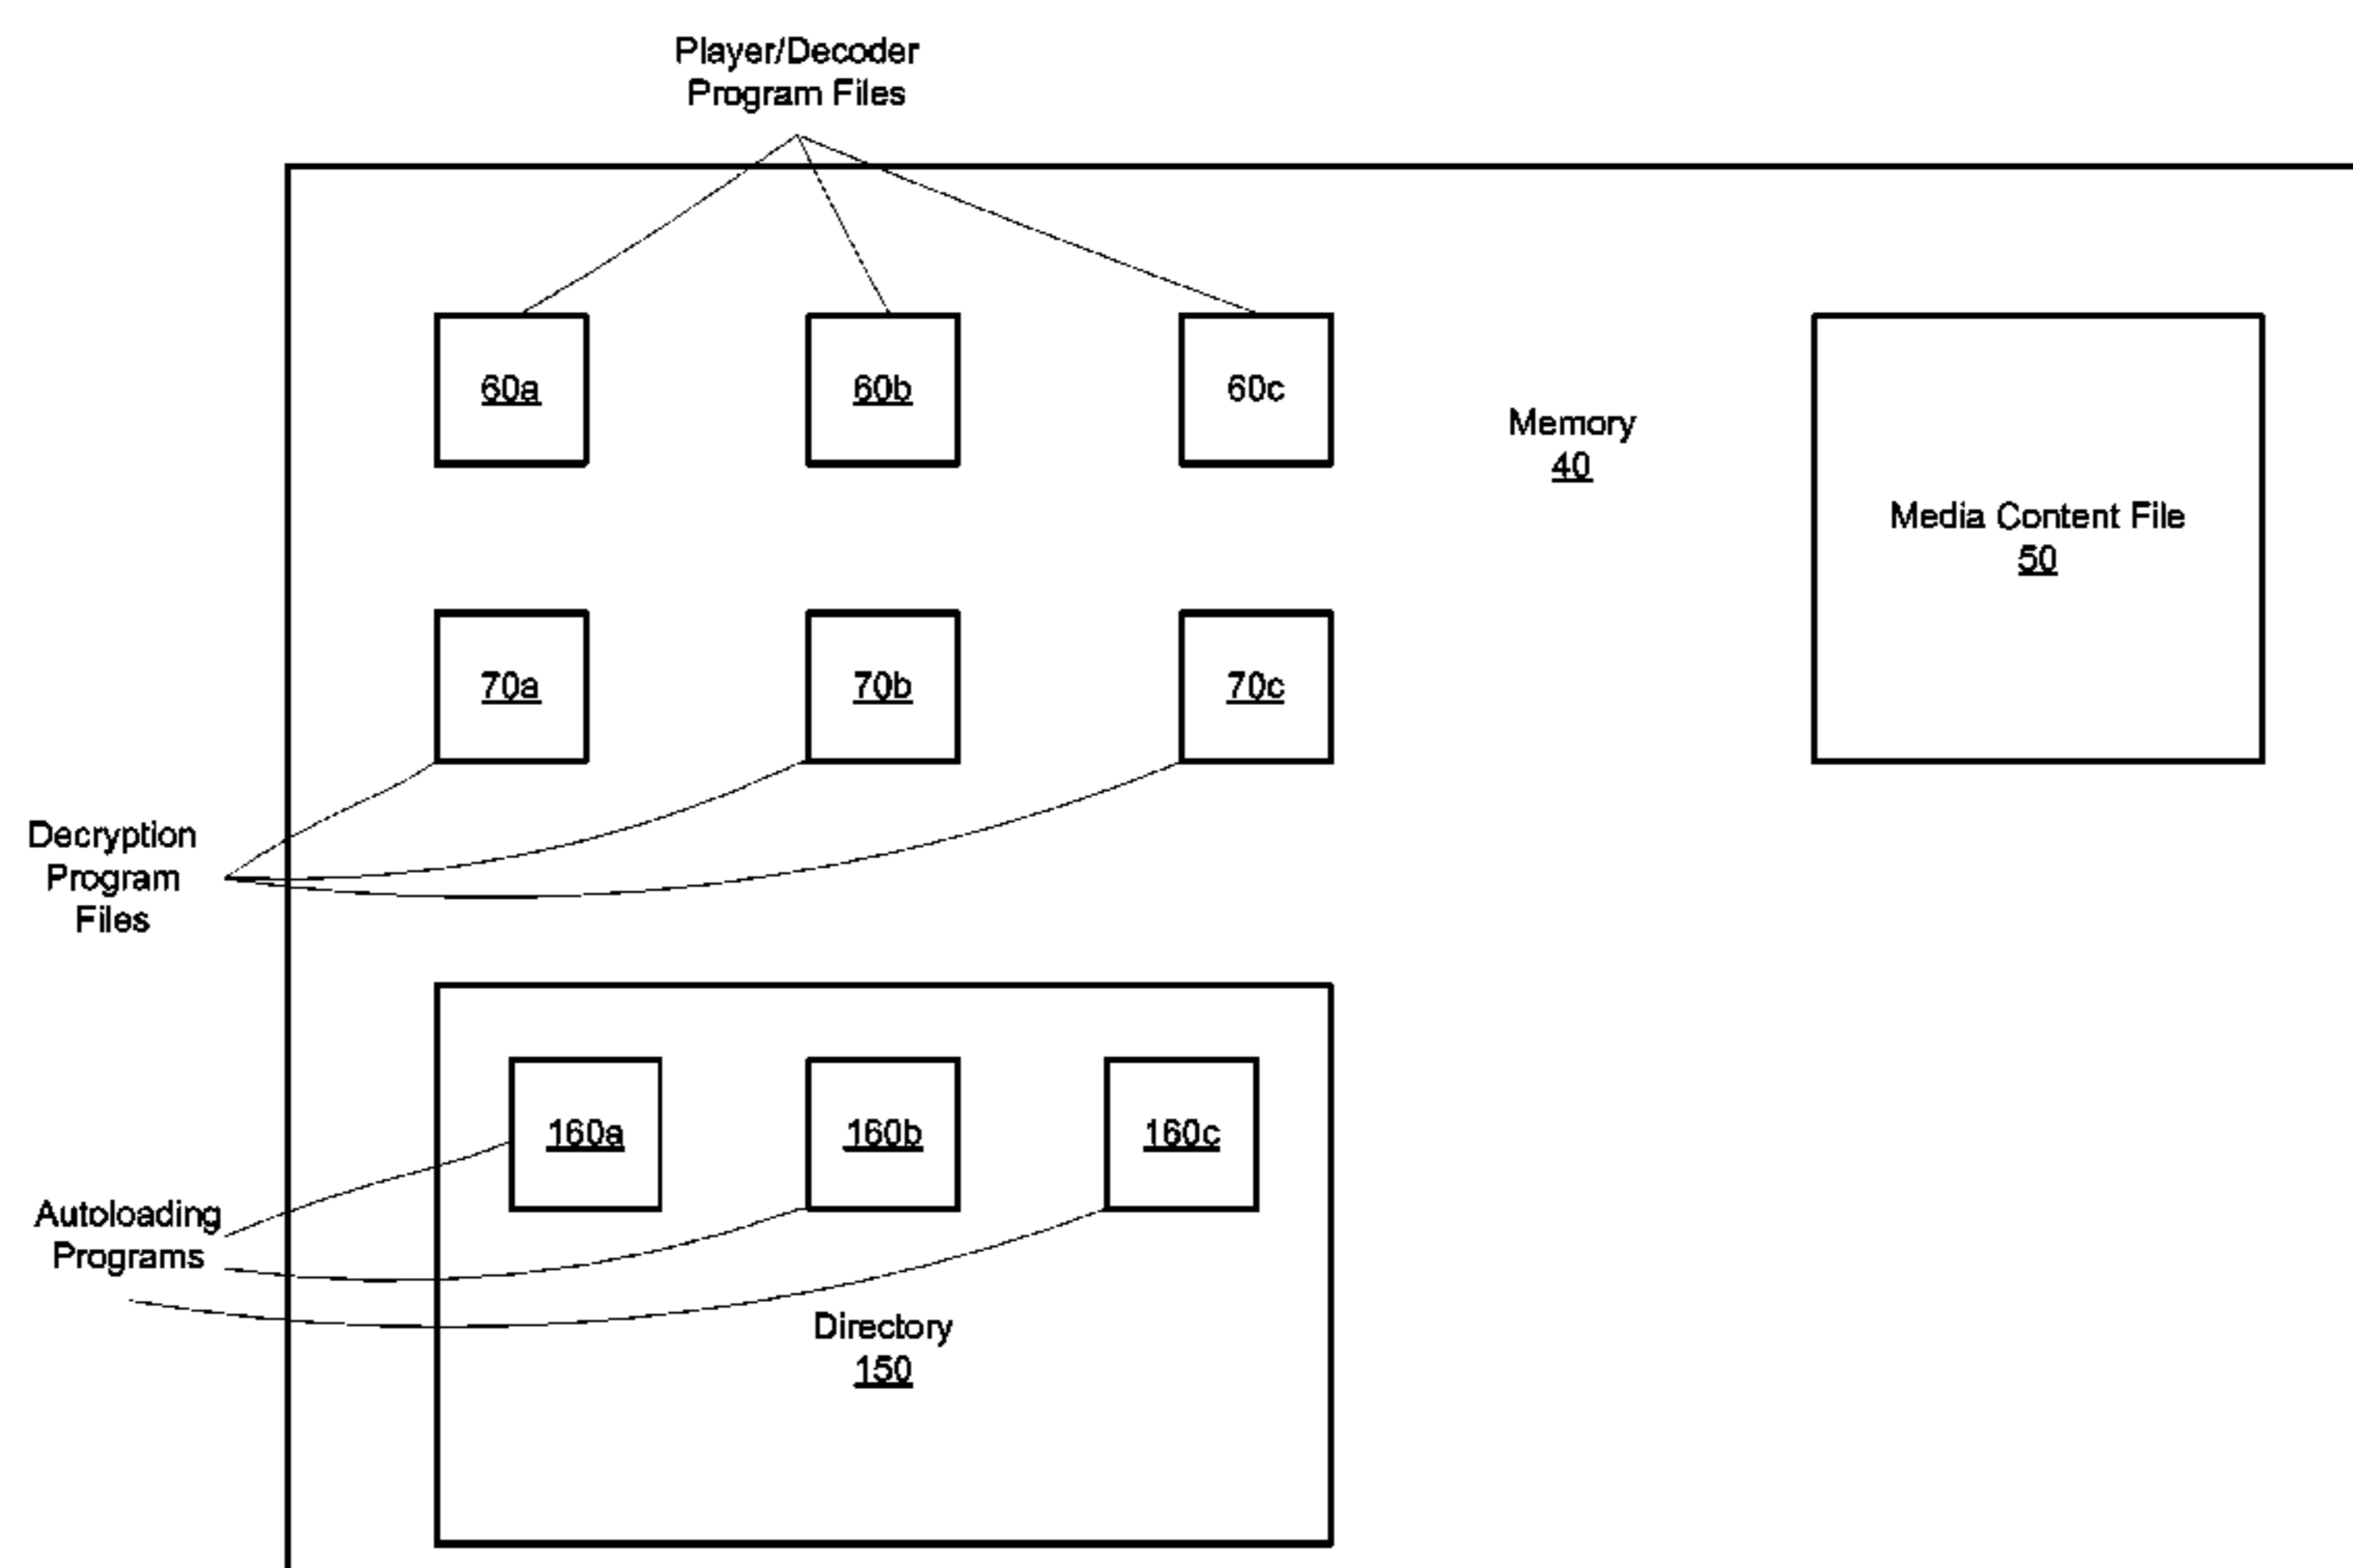 Player/Decoder
Program Files
60a
60b
60c
Memory
40
Media Content File
50
70a
70b
70c
Decryption
Program
Files
160a
160b
160c
Autoloading
Programs
Directory
150